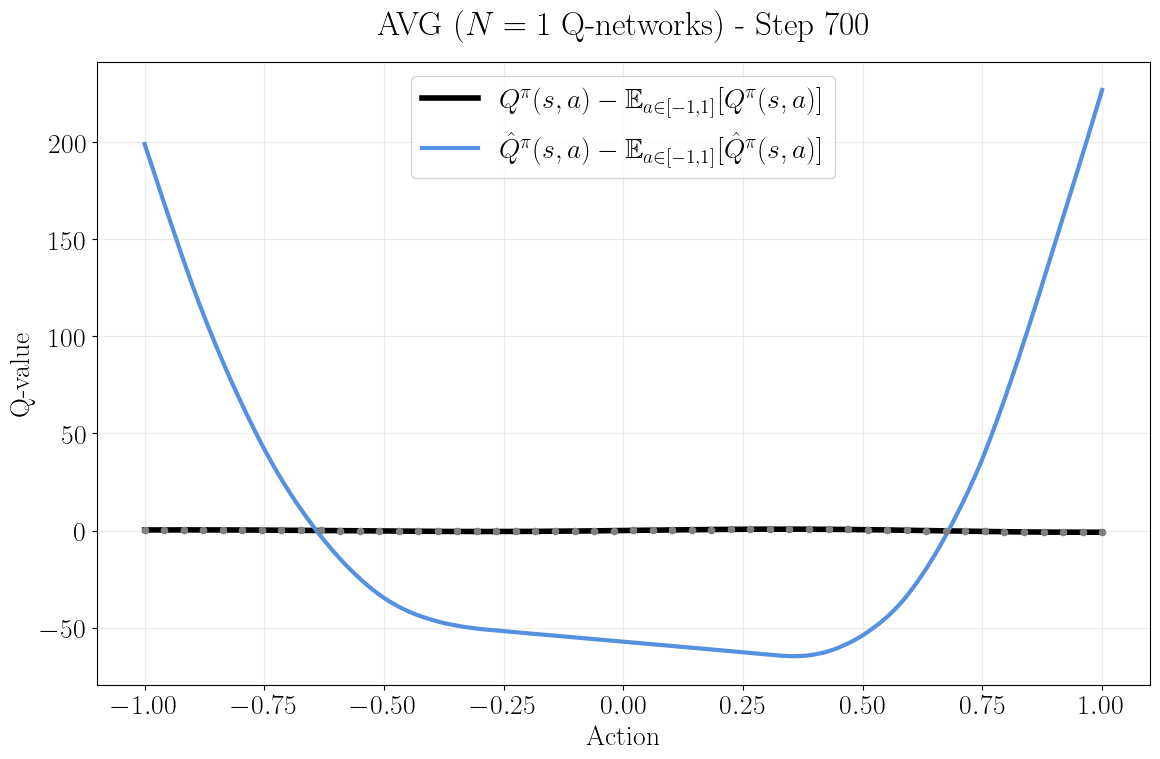 AVG (N = 1 Q-networks) - Step 700
Q^π(s, a) − 𝔼_{a∈[−1,1]}[Q^π(s, a)]
Q̂^π(s, a) − 𝔼_{a∈[−1,1]}[Q̂^π(s, a)]
Q-value
200
150
100
50
0
−50
−1.00 −0.75 −0.50 −0.25 0.00 0.25 0.50 0.75 1.00
Action